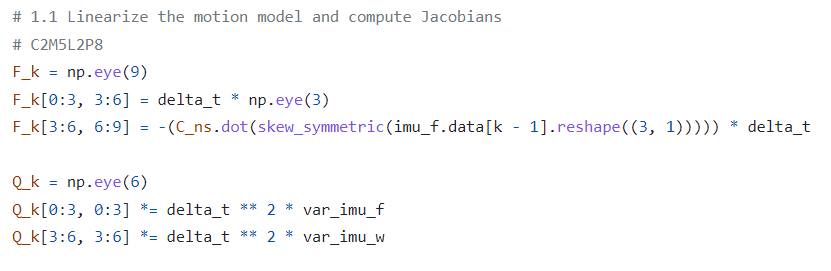 # 1.1 Linearize the motion model and compute Jacobians
# C2M5L2P8
F_k = np.eye(9)
F_k[0:3, 3:6] = delta_t * np.eye(3)
F_k[3:6, 6:9] = -(C_ns.dot(skew_symmetric(imu_f.data[k - 1].reshape((3, 1))))) * delta_t
Q_k = np.eye(6)
Q_k[0:3, 0:3] *= delta_t ** 2 * var_imu_f
Q_k[3:6, 3:6] *= delta_t ** 2 * var_imu_w